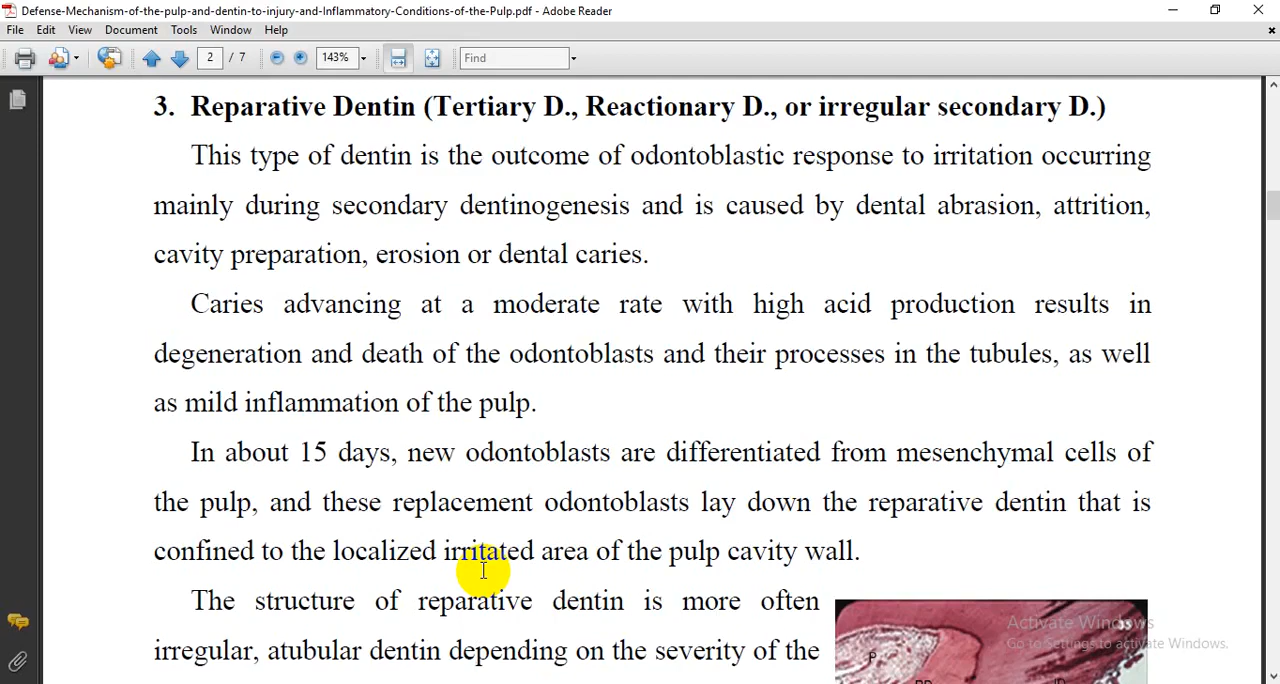 Defense-Mechanism-of-the-pulp-and-dentin-to-injury-and-Inflammatory-Conditions-of-the-Pulp.pdf - Adobe Reader
File Edit View Document Tools Window Help
2 / 7 143% Find
3. Reparative Dentin (Tertiary D., Reactionary D., or irregular secondary D.)
This type of dentin is the outcome of odontoblastic response to irritation occurring
mainly during secondary dentinogenesis and is caused by dental abrasion, attrition,
cavity preparation, erosion or dental caries.
Caries advancing at a moderate rate with high acid production results in
degeneration and death of the odontoblasts and their processes in the tubules, as well
as mild inflammation of the pulp.
In about 15 days, new odontoblasts are differentiated from mesenchymal cells of
the pulp, and these replacement odontoblasts lay down the reparative dentin that is
confined to the localized irritated area of the pulp cavity wall.
The structure of reparative dentin is more often
irregular, atubular dentin depending on the severity of the
Activate Windows
Go to Settings to activate Windows.
P